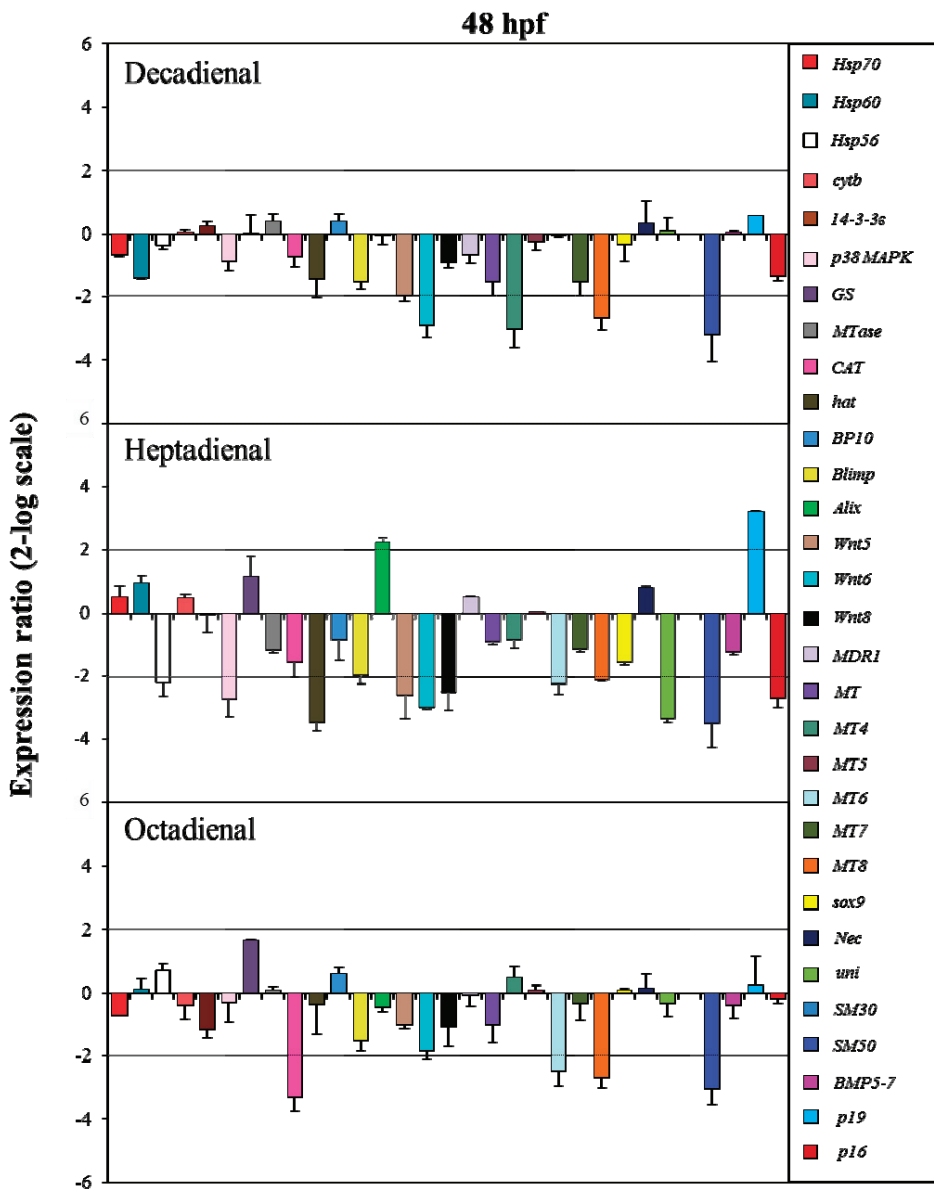 48 hpf
Expression ratio (2-log scale)
Decadienal
6
4
2
0
-2
-4
6
Heptadienal
4
2
0
-2
-4
6
Octadienal
4
2
0
-2
-4
-6
Hsp70
Hsp60
Hsp56
cytb
14-3-3ε
p38 MAPK
GS
MTase
CAT
hat
BP10
Blimp
Alix
Wnt5
Wnt6
Wnt8
MDR1
MT
MT4
MT5
MT6
MT7
MT8
sox9
Nec
uni
SM30
SM50
BMP5-7
p19
p16